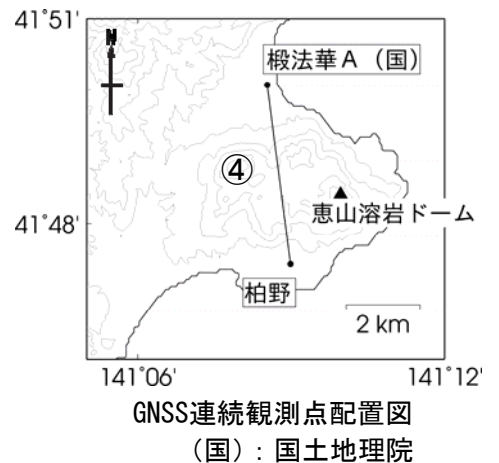 41°51'
N
椴法華A（国）
④
▲
恵山溶岩ドーム
41°48'
柏野
2 km
141°06'
141°12'
GNSS連続観測点配置図
（国）：国土地理院